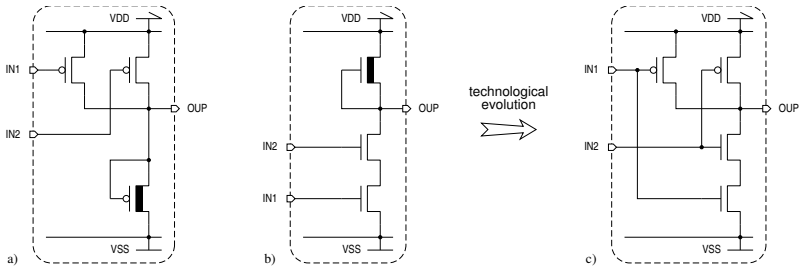 VDD
IN1
OUP
IN2
VSS
a)
VDD
OUP
IN2
IN1
VSS
b)
technological
evolution
VDD
IN1
OUP
IN2
VSS
c)